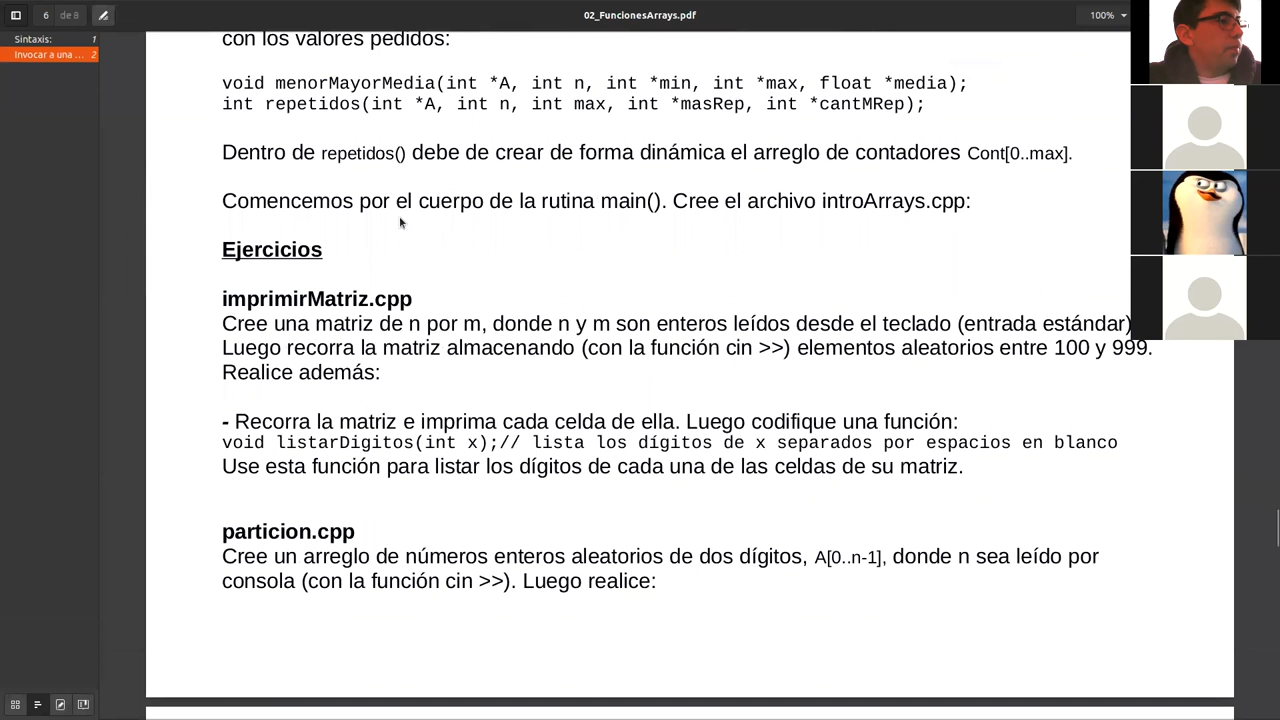 6 de 8
02_FuncionesArrays.pdf
100%
Sintaxis: 1
Invocar a una ... 2
con los valores pedidos:
void menorMayorMedia(int *A, int n, int *min, int *max, float *media);
int repetidos(int *A, int n, int max, int *masRep, int *cantMRep);
Dentro de repetidos() debe de crear de forma dinámica el arreglo de contadores Cont[0..max].
Comencemos por el cuerpo de la rutina main(). Cree el archivo introArrays.cpp:
Ejercicios
imprimirMatriz.cpp
Cree una matriz de n por m, donde n y m son enteros leídos desde el teclado (entrada estándar)
Luego recorra la matriz almacenando (con la función cin >>) elementos aleatorios entre 100 y 999.
Realice además:
- Recorra la matriz e imprima cada celda de ella. Luego codifique una función:
void listarDigitos(int x);// lista los dígitos de x separados por espacios en blanco
Use esta función para listar los dígitos de cada una de las celdas de su matriz.
particion.cpp
Cree un arreglo de números enteros aleatorios de dos dígitos, A[0..n-1], donde n sea leído por
consola (con la función cin >>). Luego realice: